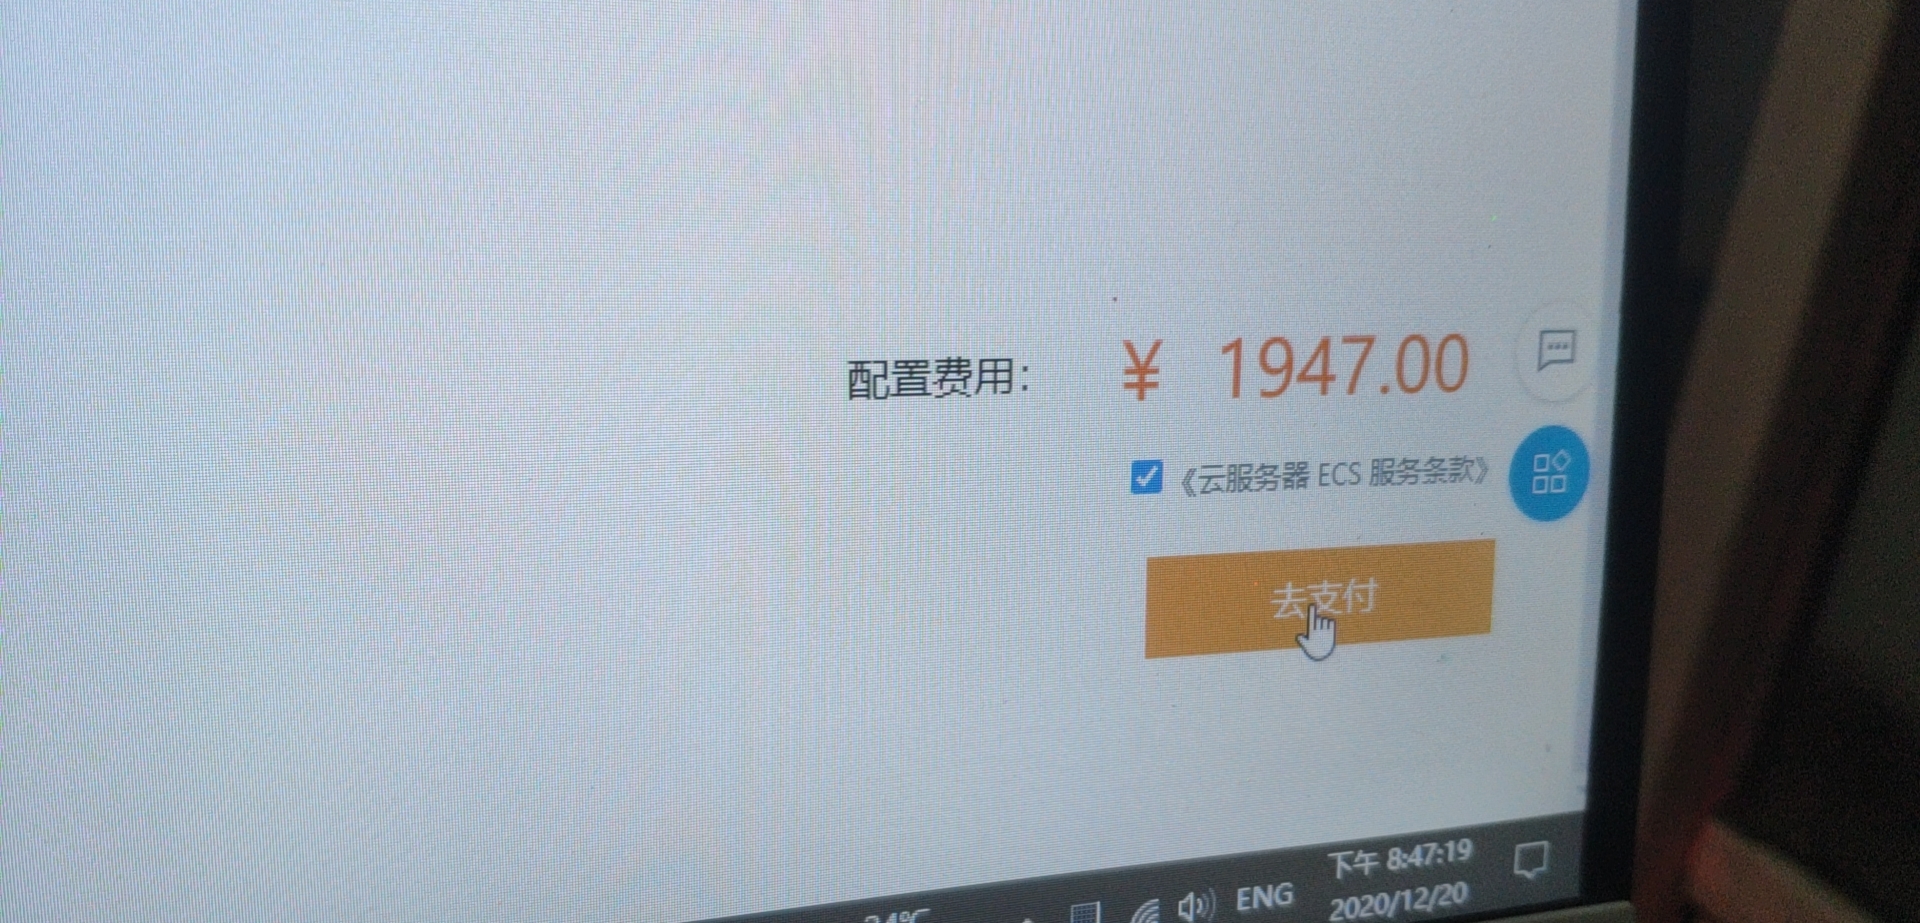 配置费用： ¥ 1947.00
《云服务器 ECS 服务条款》
去支付
下午 8:47:19
ENG
2020/12/20